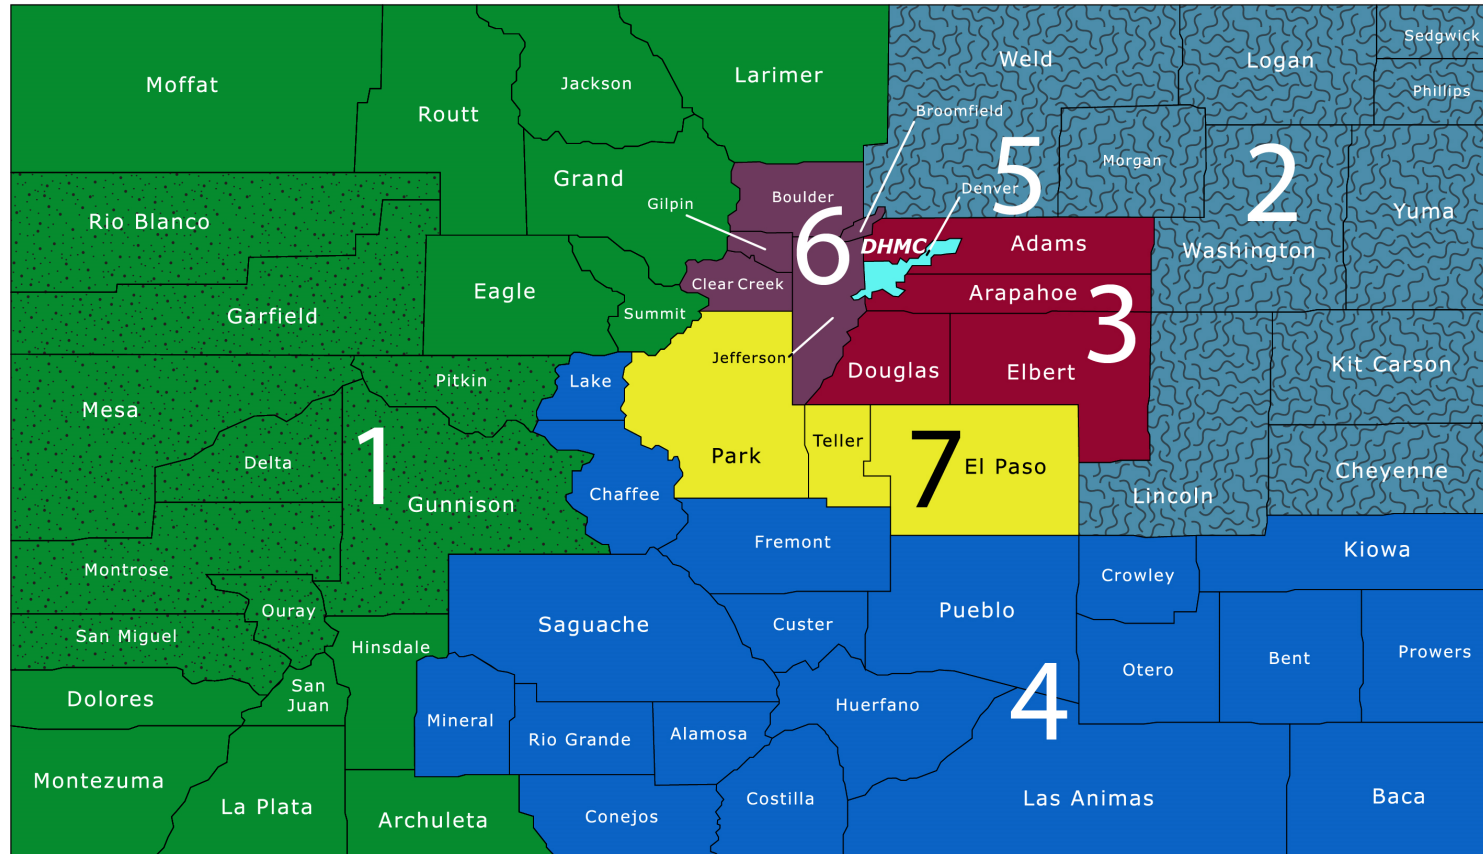 Sedgwick
Weld
Logan
Larimer
Moffat
Jackson
Phillips
Routt
Broomfield
5
Morgan
2
Grand
Denver
Boulder
Gilpin
Yuma
Rio Blanco
6
DHMC
Adams
Washington
Clear Creek
Eagle
Arapahoe
Summit
Garfield
3
Jefferson
Kit Carson
Douglas
Elbert
Pitkin
Lake
Mesa
Teller
Park
7
El Paso
Delta
1
Cheyenne
Chaffee
Lincoln
Gunnison
Fremont
Kiowa
Montrose
Crowley
Ouray
Pueblo
Saguache
Custer
San Miguel
Hinsdale
Prowers
Bent
Otero
San
Juan
Dolores
Huerfano
4
Mineral
Alamosa
Rio Grande
Montezuma
Baca
Costilla
Las Animas
La Plata
Conejos
Archuleta